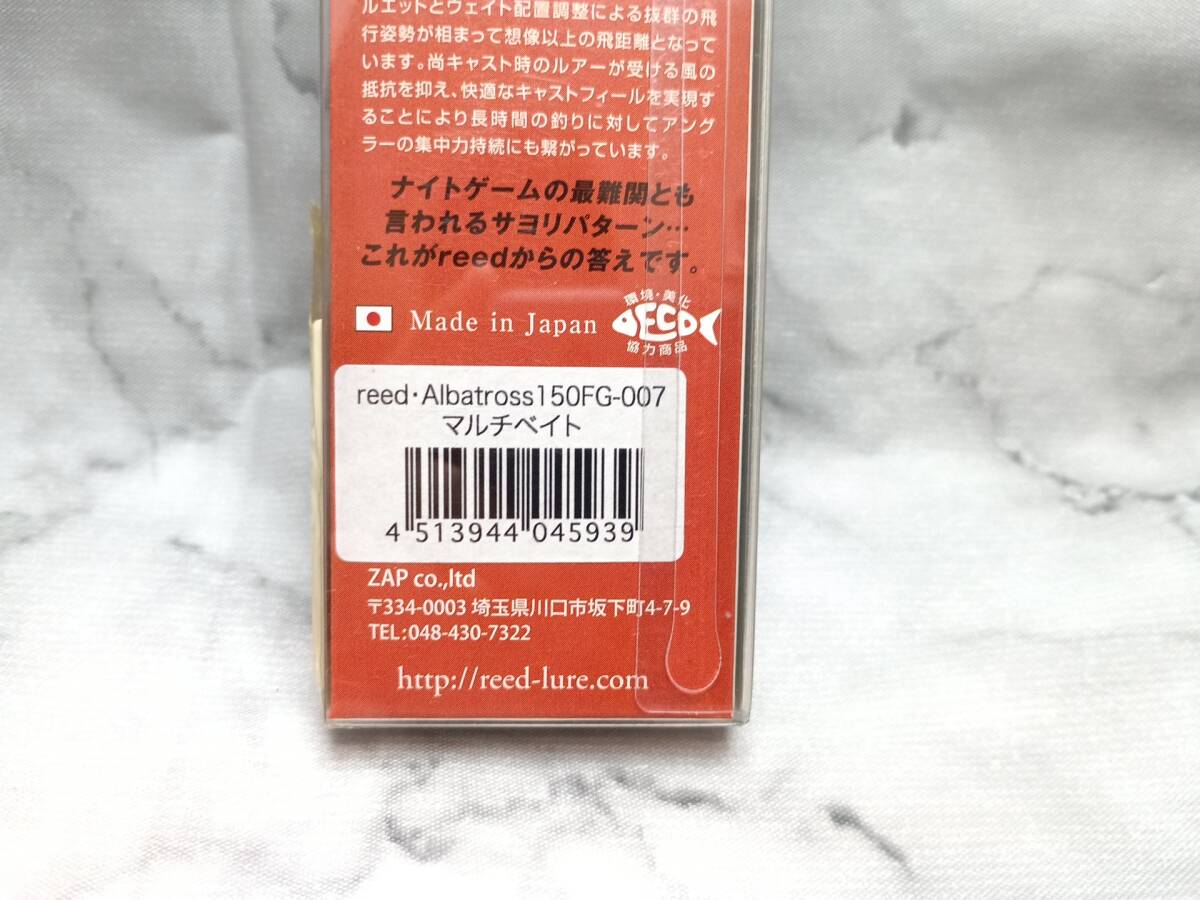 ルエットとウェイト配置調整による抜群の飛
行姿勢が相まって想像以上の飛距離となって
います。尚キャスト時のルアーが受ける風の
抵抗を抑え、快適なキャストフィールを実現す
ることにより長時間の釣りに対してアング
ラーの集中力持続にも繋がっています。
ナイトゲームの最難関とも
言われるサヨリパターン…
これがreedからの答えです。
Made in Japan
環境・美化
FECO
協力商品
reed・Albatross150FG-007
マルチベイト
4 513944 045939
ZAP co.,ltd
〒334-0003 埼玉県川口市坂下町4-7-9
TEL:048-430-7322
http://reed-lure.com